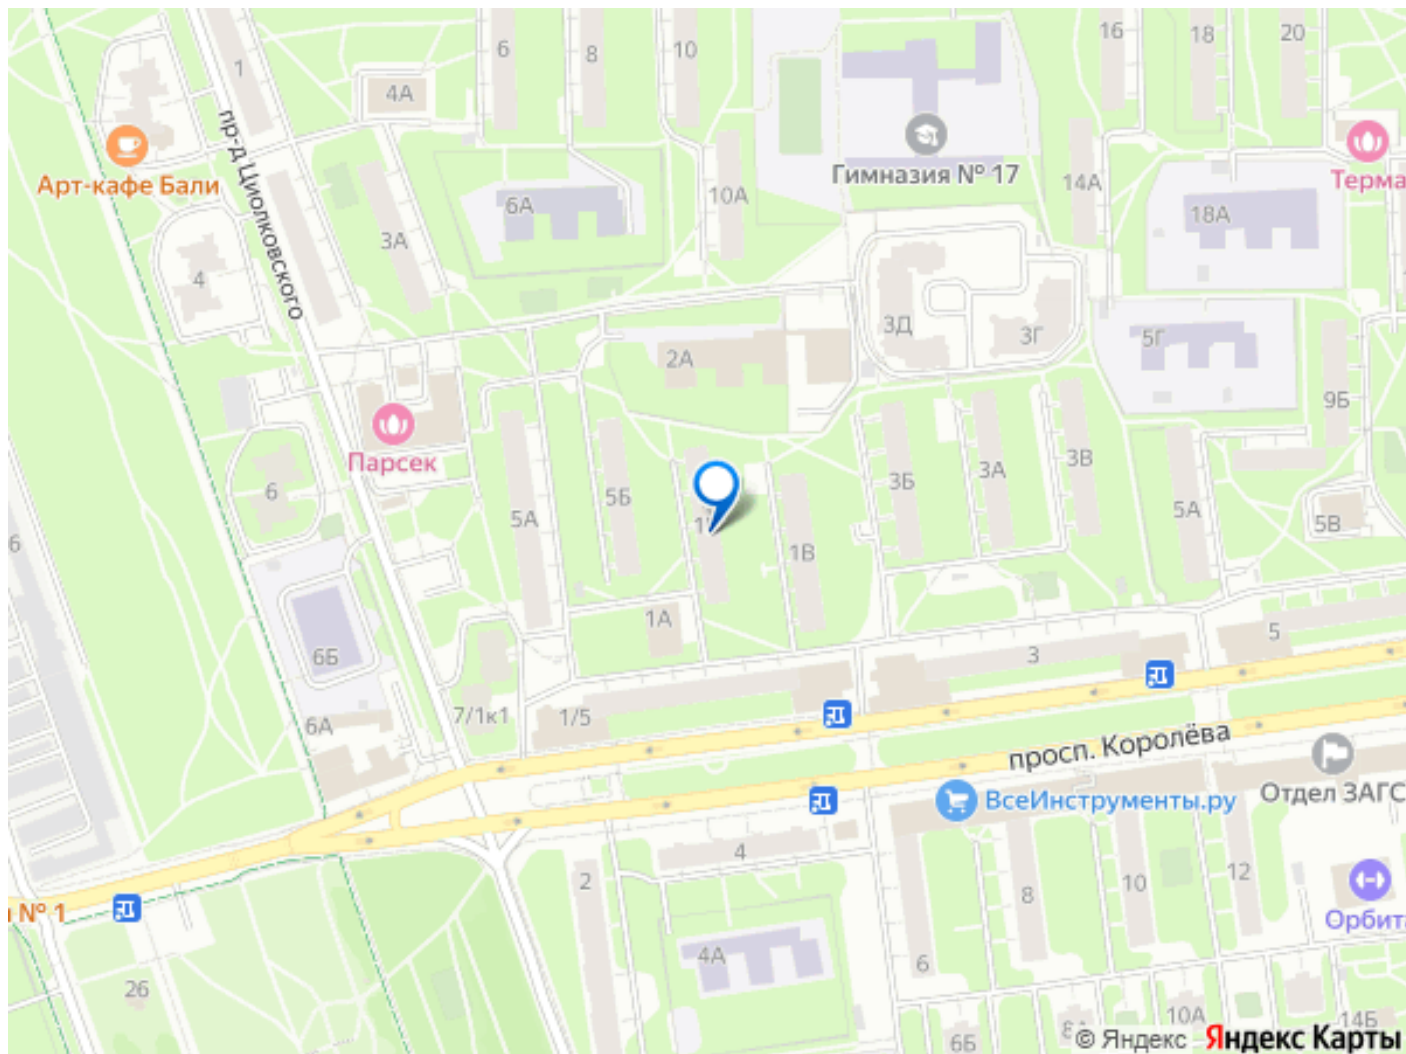 1
6
8
10
16
18
20
4А
пр-д Циолковского
Арт-кафе Бали
6А
10А
Гимназия № 17
14А
Терма
18А
3А
4
3Д
3Г
5Г
2А
9Б
Парсек
6
5А
5Б
1В
3Б
3А
3В
5А
5В
6
1А
6Б
6А
7/1к1
1/5
3
5
просп. Королёва
ВсеИнструменты.ру
Отдел ЗАГС
4
2
8
10
12
№ 1
Орбит
4А
6
26
10А
14Б
6Б
© Яндекс
Яндекс Карты